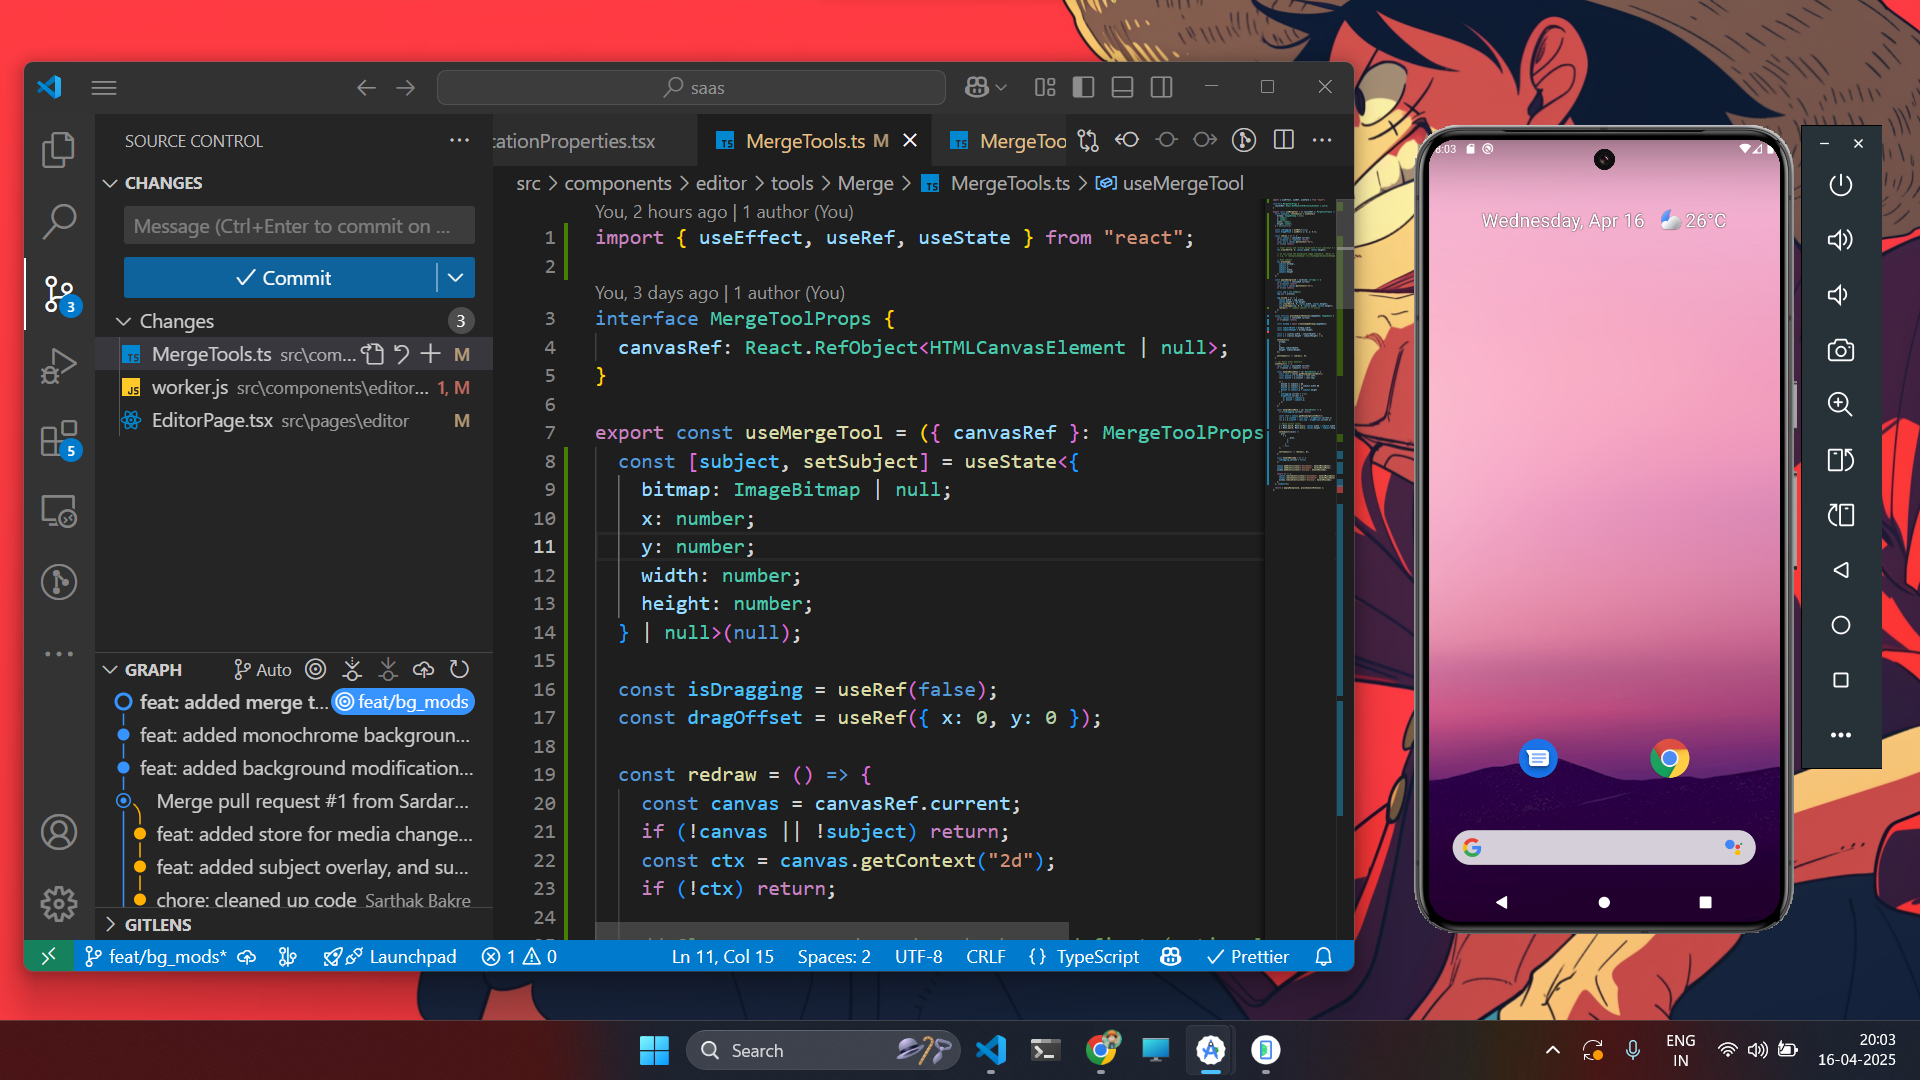 saas
SOURCE CONTROL
CHANGES
Message (Ctrl+Enter to commit on ...
Commit
Changes
3
MergeTools.ts src\com... M
worker.js src\components\editor... 1, M
EditorPage.tsx src\pages\editor M
3
5
GRAPH
Auto
feat: added merge t... feat/bg_mods
feat: added monochrome backgroun...
feat: added background modification...
Merge pull request #1 from Sardar...
feat: added store for media change...
feat: added subject overlay, and su...
chore: cleaned up code Sarthak Bakre
GITLENS
cationProperties.tsx
TS MergeTools.ts M
TS MergeToo
src > components > editor > tools > Merge > TS MergeTools.ts > useMergeTool
You, 2 hours ago | 1 author (You)
1 import { useEffect, useRef, useState } from "react";
2
You, 3 days ago | 1 author (You)
3 interface MergeToolProps {
4 canvasRef: React.RefObject<HTMLCanvasElement | null>;
5 }
6
7 export const useMergeTool = ({ canvasRef }: MergeToolProps
8 const [subject, setSubject] = useState<{
9 bitmap: ImageBitmap | null;
10 x: number;
11 y: number;
12 width: number;
13 height: number;
14 } | null>(null);
15
16 const isDragging = useRef(false);
17 const dragOffset = useRef({ x: 0, y: 0 });
18
19 const redraw = () => {
20 const canvas = canvasRef.current;
21 if (!canvas || !subject) return;
22 const ctx = canvas.getContext("2d");
23 if (!ctx) return;
24
feat/bg_mods*
Launchpad
1 0
Ln 11, Col 15
Spaces: 2
UTF-8
CRLF
{} TypeScript
Prettier
Wednesday, Apr 16 26°C
Search
ENG
IN
20:03
16-04-2025